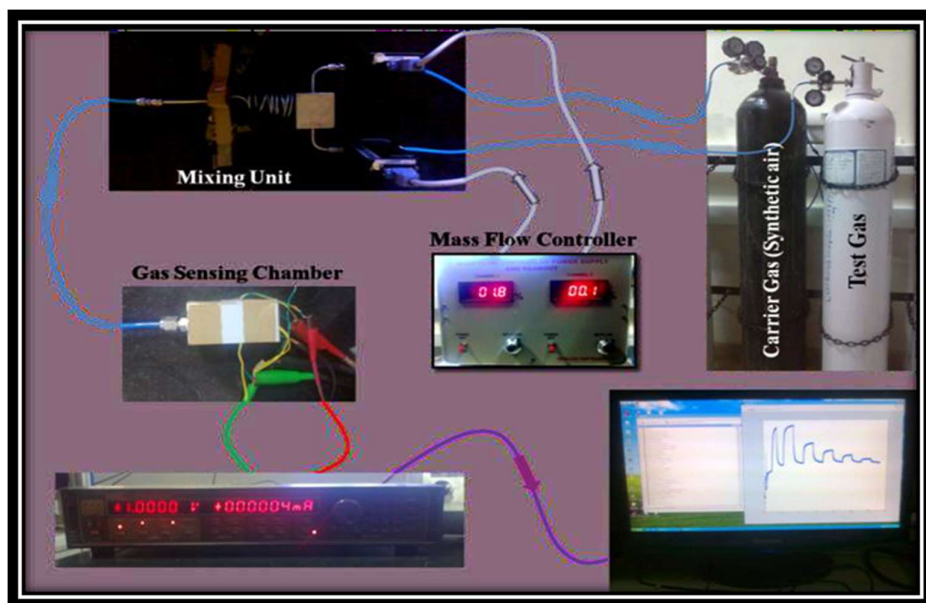 Mixing Unit
Mass Flow Controller
Gas Sensing Chamber
Carrier Gas (Synthetic air)
Test Gas
01.8
00.1
+1.0000 V +000004mA